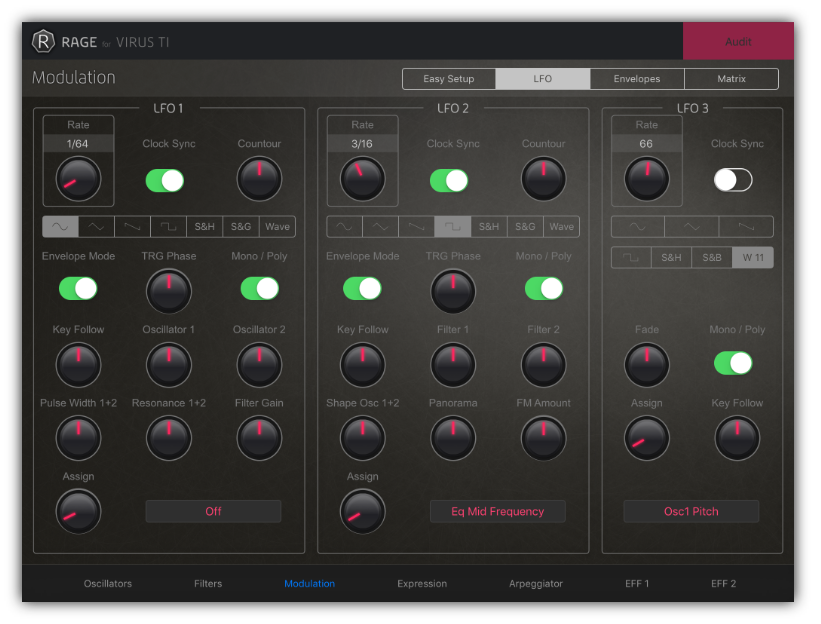 R RAGE for VIRUS TI
Audit
Modulation
Easy Setup LFO Envelopes Matrix
LFO 1
Rate
1/64
Clock Sync
Countour
S&H S&G Wave
Envelope Mode TRG Phase Mono / Poly
Key Follow Oscillator 1 Oscillator 2
Pulse Width 1+2 Resonance 1+2 Filter Gain
Assign
Off
LFO 2
Rate
3/16
Clock Sync
Countour
S&H S&G Wave
Envelope Mode TRG Phase Mono / Poly
Key Follow Filter 1 Filter 2
Shape Osc 1+2 Panorama FM Amount
Assign
Eq Mid Frequency
LFO 3
Rate
66
Clock Sync
S&H S&B W 11
Fade Mono / Poly
Assign Key Follow
Osc1 Pitch
Oscillators Filters Modulation Expression Arpeggiator EFF 1 EFF 2